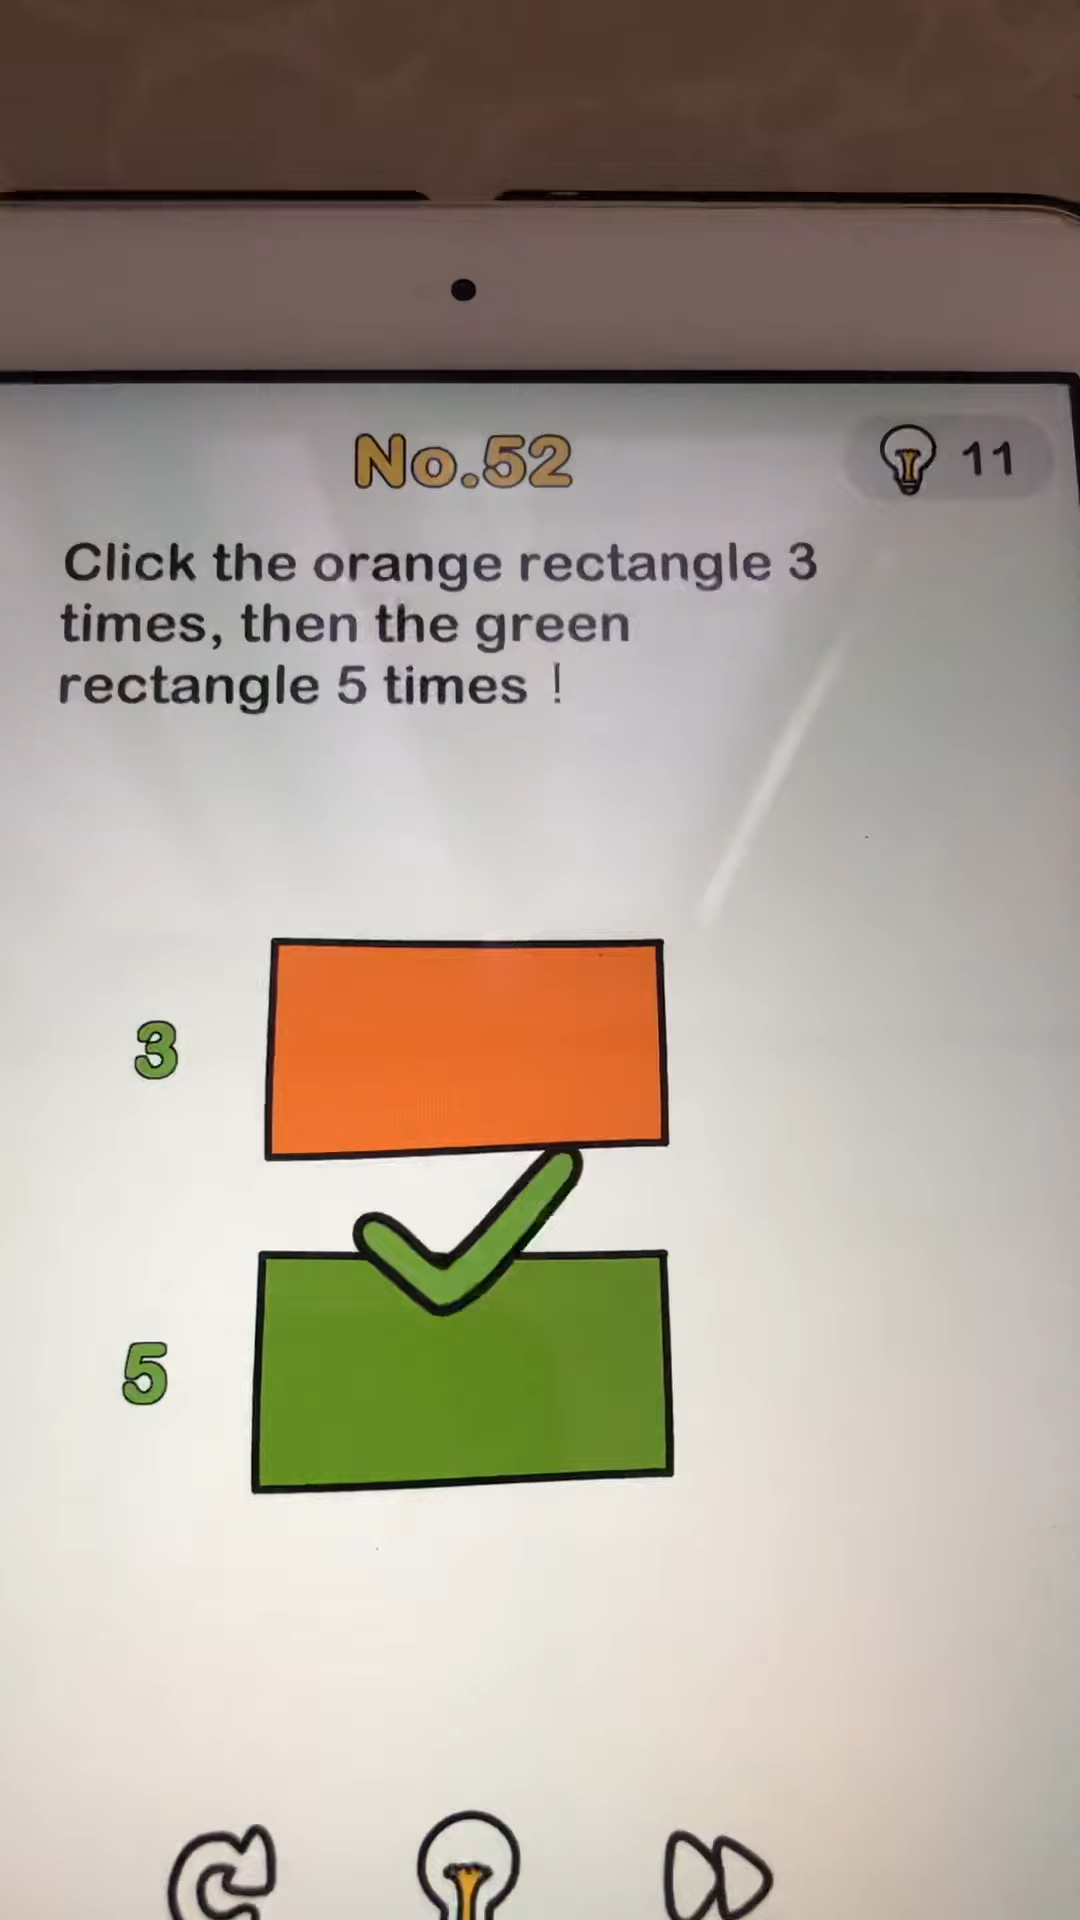 No.52
11
Click the orange rectangle 3
times, then the green
rectangle 5 times !
3
5